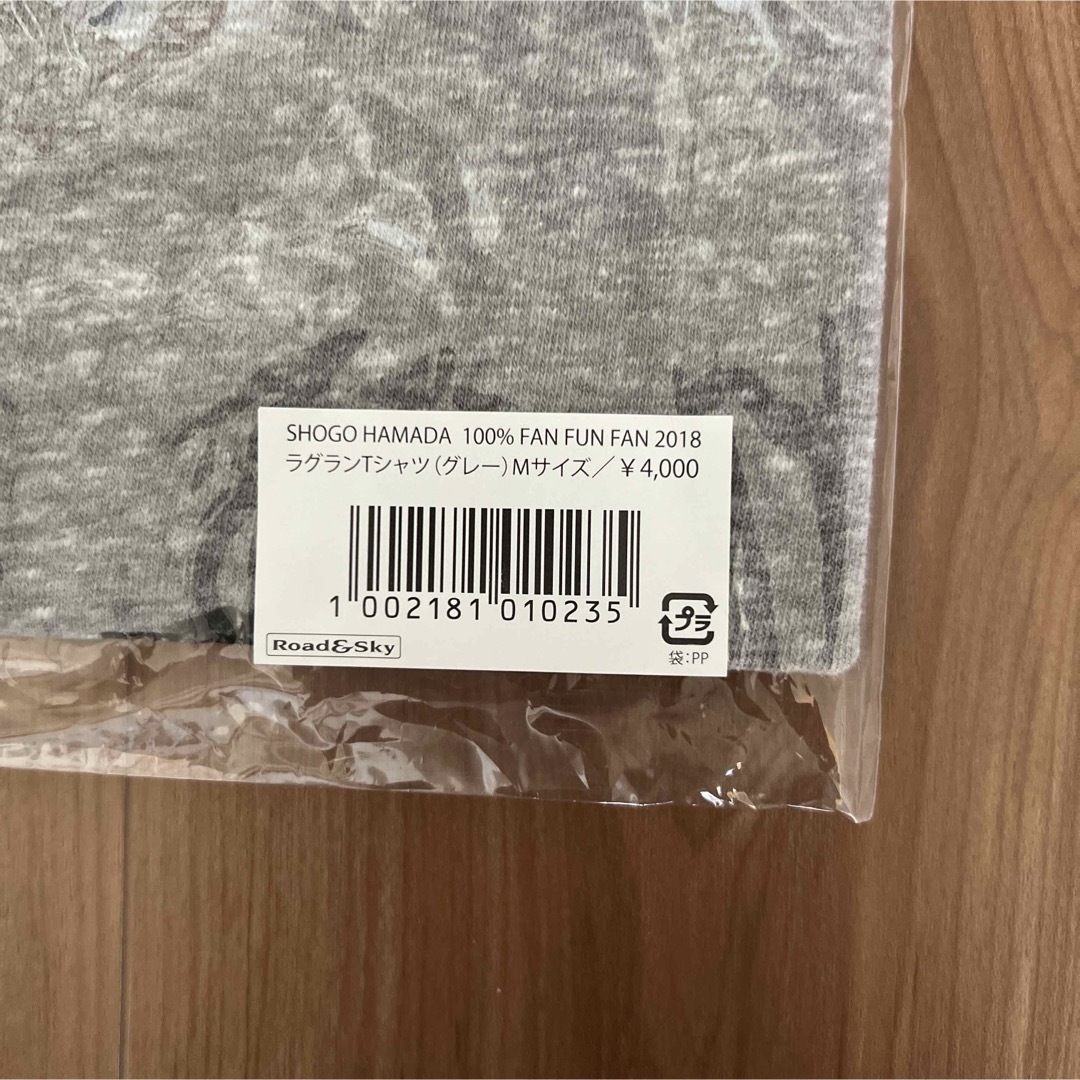 SHOGO HAMADA 100% FAN FUN FAN 2018
ラグランTシャツ(グレー)Mサイズ/¥4,000
1 002181 010235
Road&Sky
プラ
袋:PP